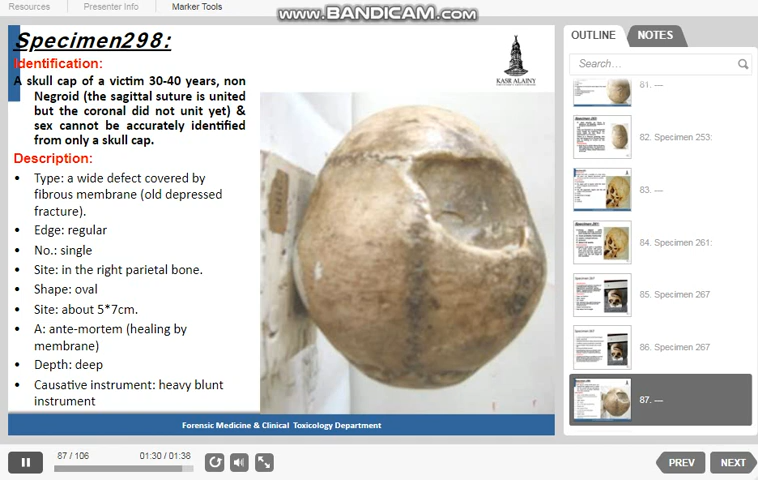 Resources
Presenter Info
Marker Tools
www.BANDICAM.com
Specimen298:
Identification:
A skull cap of a victim 30-40 years, non
Negroid (the sagittal suture is united
but the coronal did not unit yet) &
sex cannot be accurately identified
from only a skull cap.
Description:
• Type: a wide defect covered by
fibrous membrane (old depressed
fracture).
• Edge: regular
• No.: single
• Site: in the right parietal bone.
• Shape: oval
• Site: about 5*7cm.
• A: ante-mortem (healing by
membrane)
• Depth: deep
• Causative instrument: heavy blunt
instrument
KASR ALAINY
Forensic Medicine & Clinical Toxicology Department
OUTLINE
NOTES
Search...
81. ---
82. Specimen 253:
83. ---
84. Specimen 261:
85. Specimen 267
86. Specimen 267
87. ---
87 / 106
01:30 / 01:38
PREV
NEXT